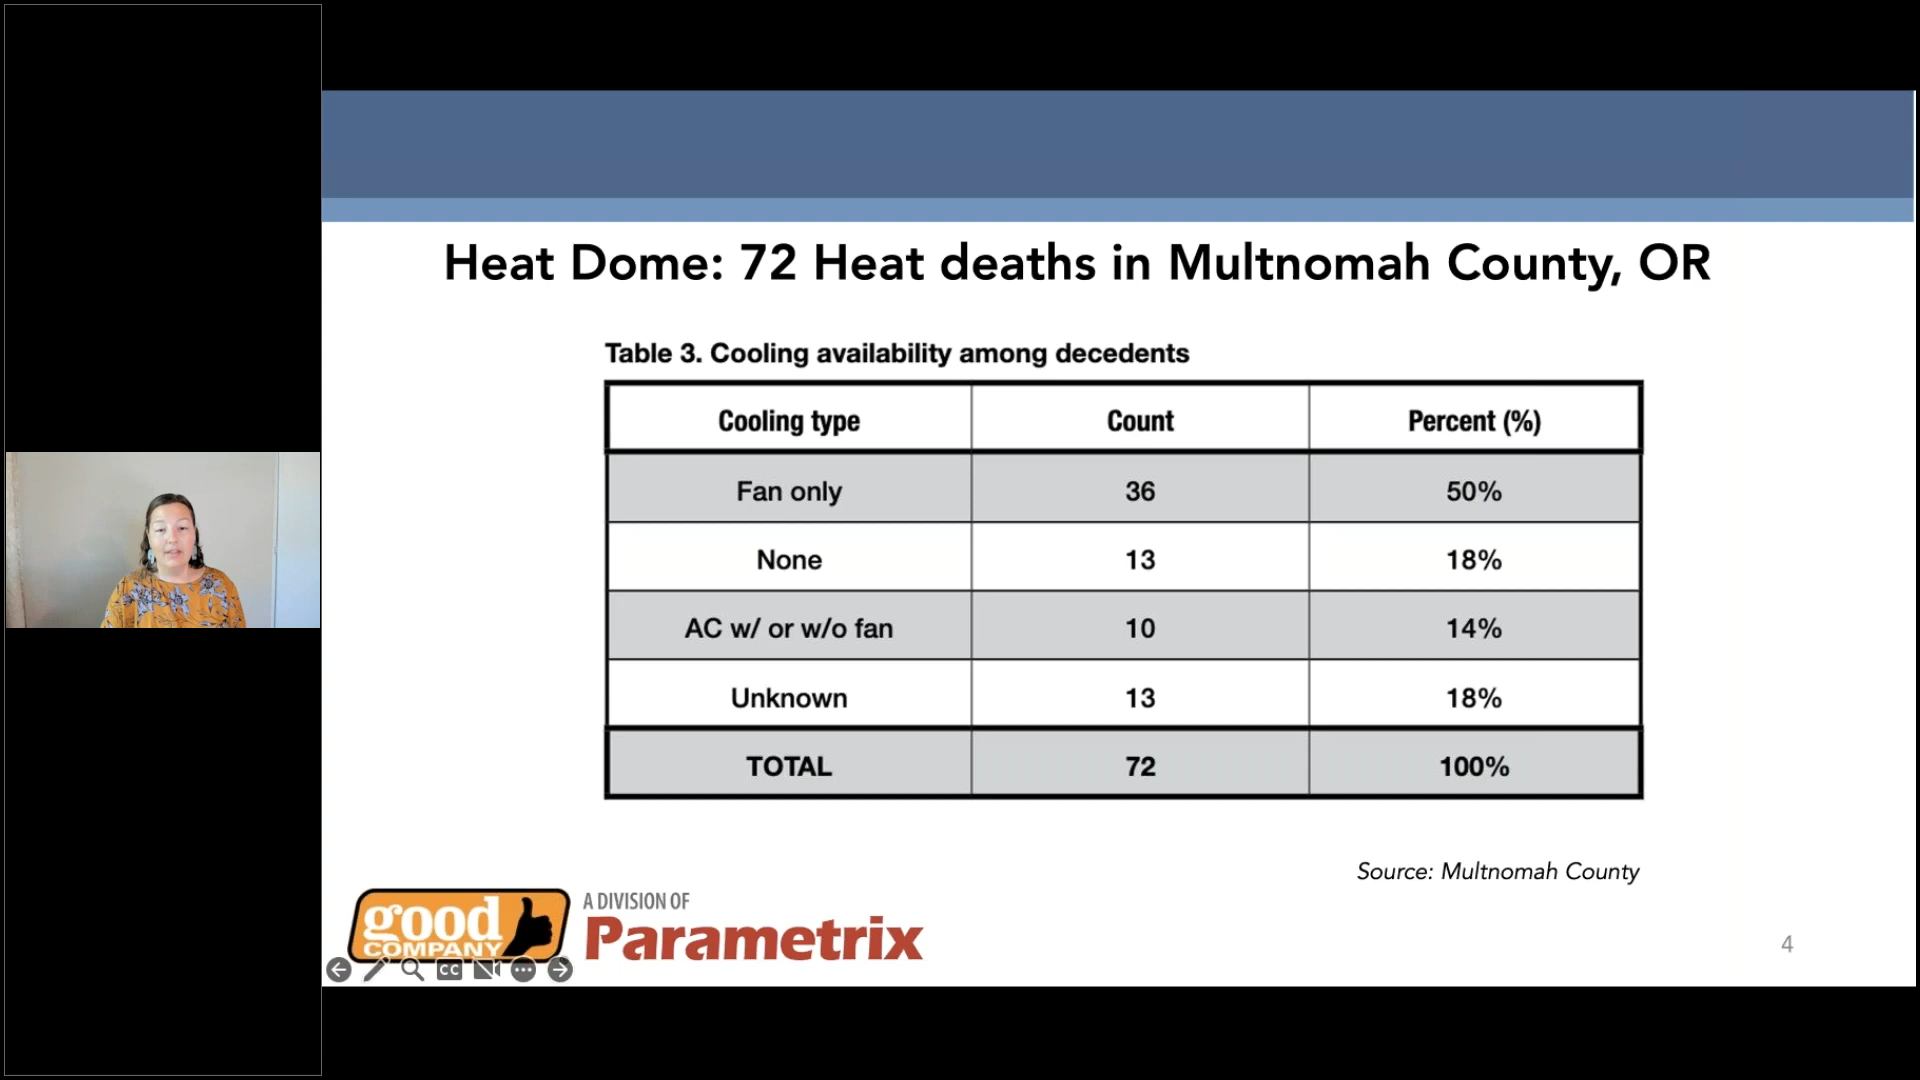 Heat Dome: 72 Heat deaths in Multnomah County, OR
Table 3. Cooling availability among decedents
Cooling type Count Percent (%)
Fan only 36 50%
None 13 18%
AC w/ or w/o fan 10 14%
Unknown 13 18%
TOTAL 72 100%
Source: Multnomah County
good
COMPANY
A DIVISION OF
Parametrix
CC
4